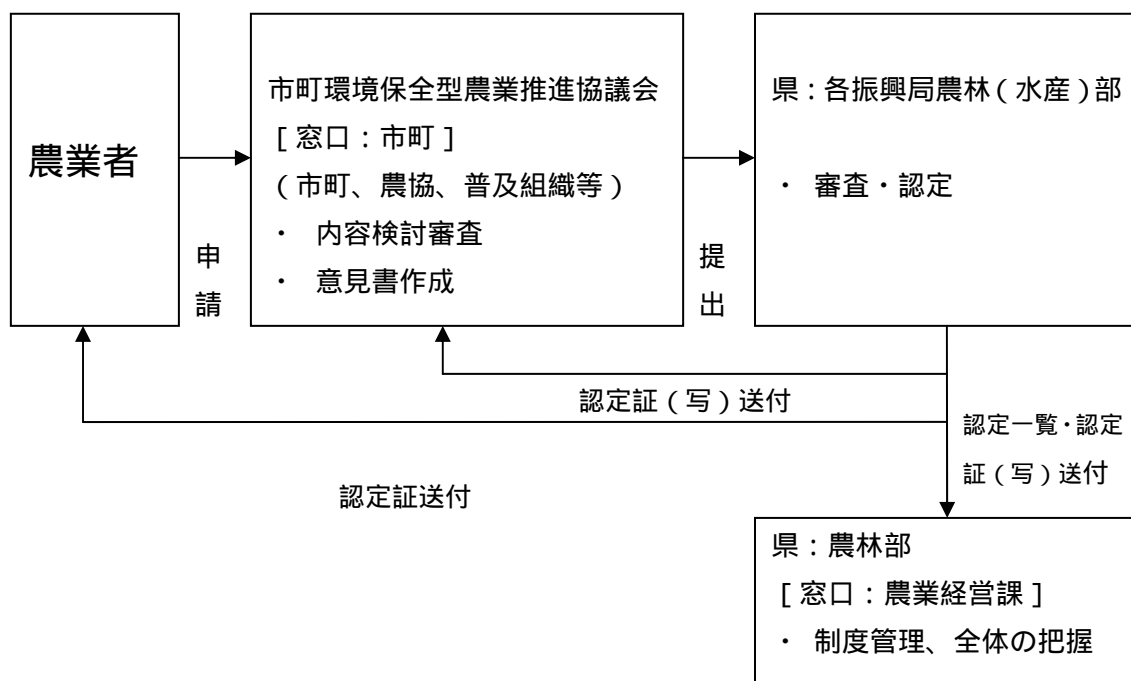 農業者
申請
市町環境保全型農業推進協議会
[ 窓口：市町 ]
( 市町、農協、普及組織等 )
・ 内容検討審査
・ 意見書作成
提出
県 : 各振興局農林 ( 水産 ) 部
・ 審査・認定
認定証 ( 写 ) 送付
認定証送付
認定一覧・認定
証 ( 写 ) 送付
県：農林部
[ 窓口：農業経営課 ]
・ 制度管理、全体の把握